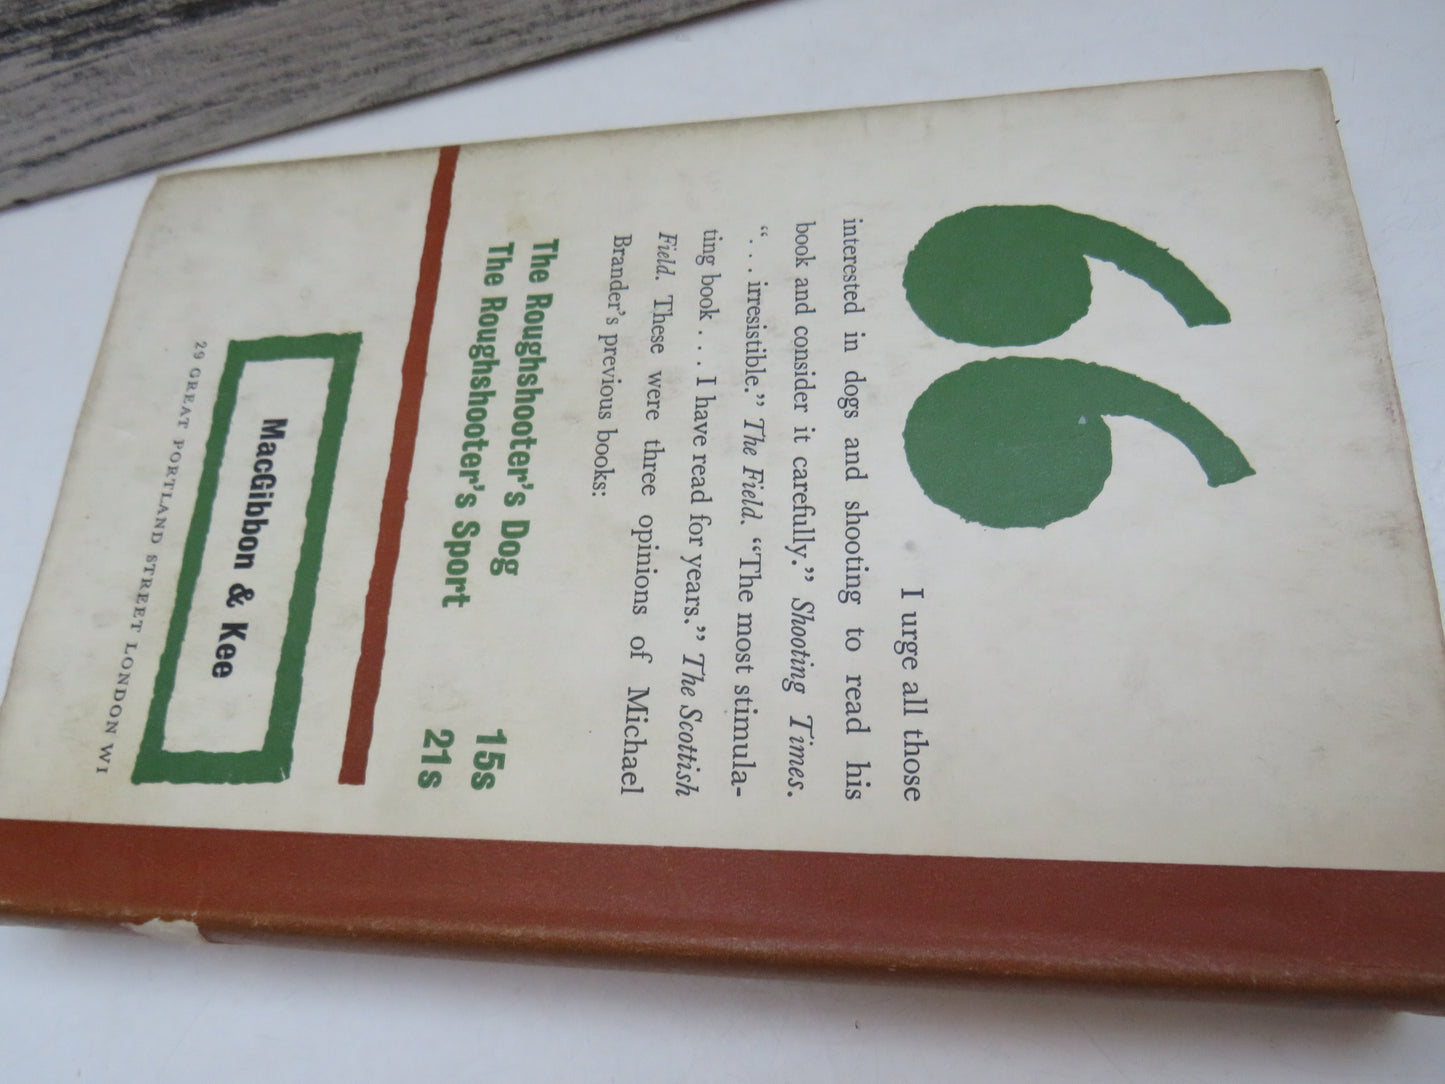 “
I urge all those
interested in dogs and shooting to read his
book and consider it carefully.” Shooting Times.
“. . . irresistible.” The Field. “The most stimula-
ting book . . . I have read for years.” The Scottish
Field. These were three opinions of Michael
Brander’s previous books:
The Roughshooter’s Dog 15s
The Roughshooter’s Sport 21s
MacGibbon & Kee
29 GREAT PORTLAND STREET LONDON W1